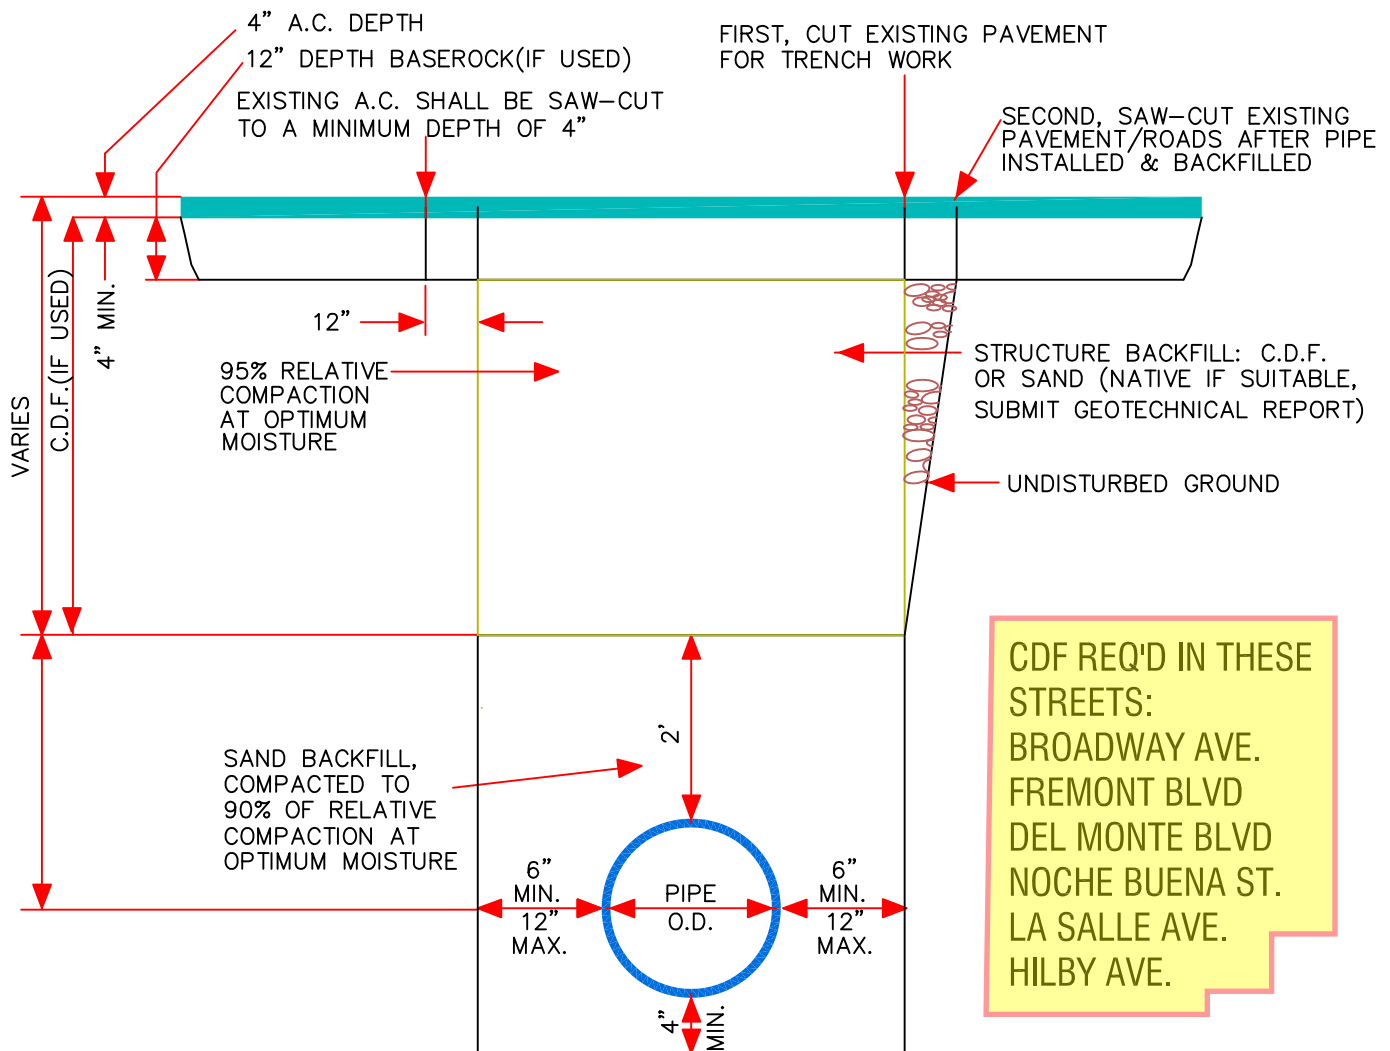 4” A.C. DEPTH
12” DEPTH BASEROCK(IF USED)
EXISTING A.C. SHALL BE SAW–CUT
TO A MINIMUM DEPTH OF 4”
FIRST, CUT EXISTING PAVEMENT
FOR TRENCH WORK
SECOND, SAW–CUT EXISTING
PAVEMENT/ROADS AFTER PIPE
INSTALLED & BACKFILLED
VARIES
C.D.F.(IF USED)
4” MIN.
12”
95% RELATIVE
COMPACTION
AT OPTIMUM
MOISTURE
STRUCTURE BACKFILL: C.D.F.
OR SAND (NATIVE IF SUITABLE,
SUBMIT GEOTECHNICAL REPORT)
UNDISTURBED GROUND
2’
SAND BACKFILL,
COMPACTED TO
90% OF RELATIVE
COMPACTION AT
OPTIMUM MOISTURE
6”
MIN.
12”
MAX.
PIPE
O.D.
6”
MIN.
12”
MAX.
4”
MIN.
CDF REQ'D IN THESE
STREETS:
BROADWAY AVE.
FREMONT BLVD
DEL MONTE BLVD
NOCHE BUENA ST.
LA SALLE AVE.
HILBY AVE.